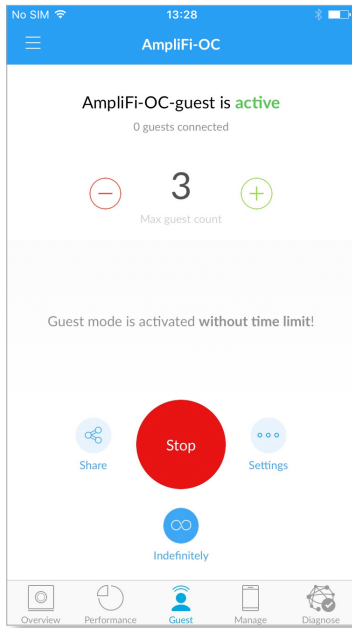 No SIM 13:28
AmpliFi-OC
AmpliFi-OC-guest is active
0 guests connected
3
Max guest count
Guest mode is activated without time limit!
Stop
Share
Settings
Indefinitely
Overview Performance Guest Manage Diagnose